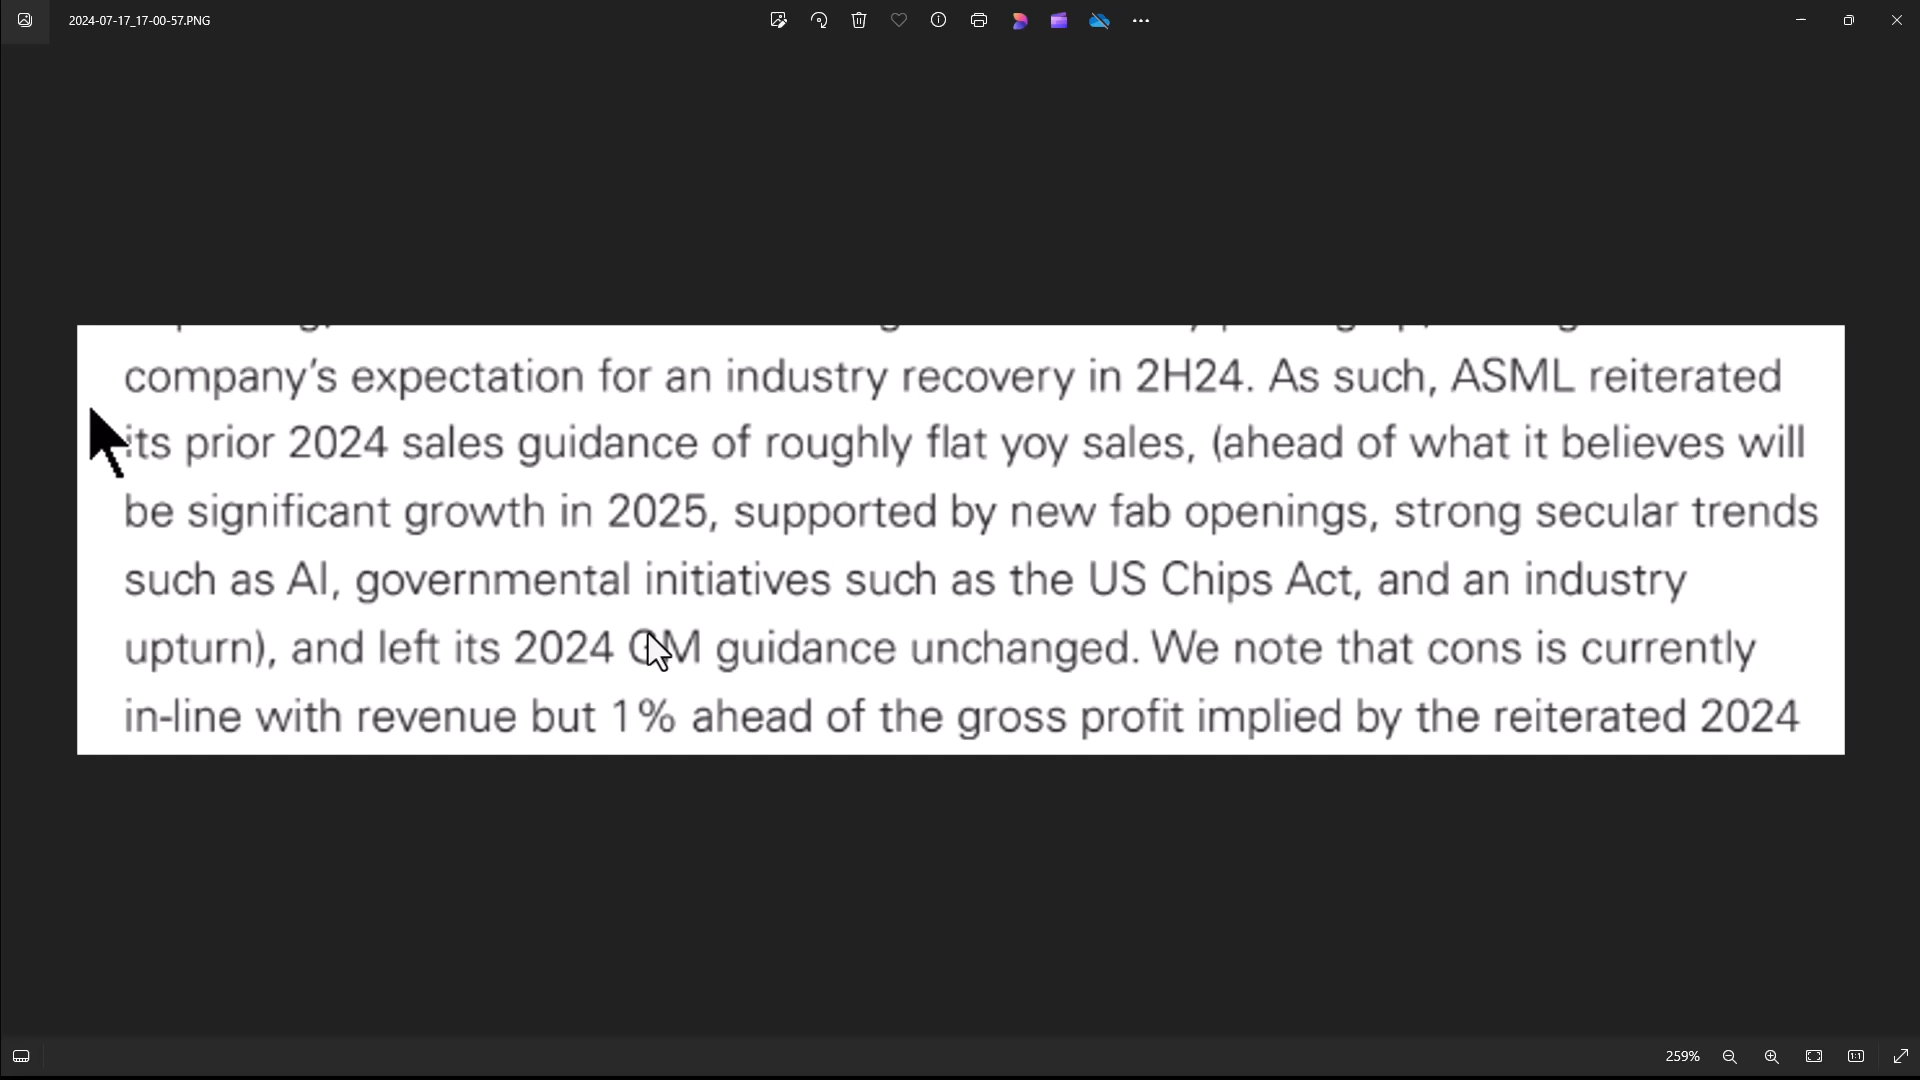 2024-07-17_17-00-57.PNG
company's expectation for an industry recovery in 2H24. As such, ASML reiterated
its prior 2024 sales guidance of roughly flat yoy sales, (ahead of what it believes will
be significant growth in 2025, supported by new fab openings, strong secular trends
such as AI, governmental initiatives such as the US Chips Act, and an industry
upturn), and left its 2024 GM guidance unchanged. We note that cons is currently
in-line with revenue but 1% ahead of the gross profit implied by the reiterated 2024
259%